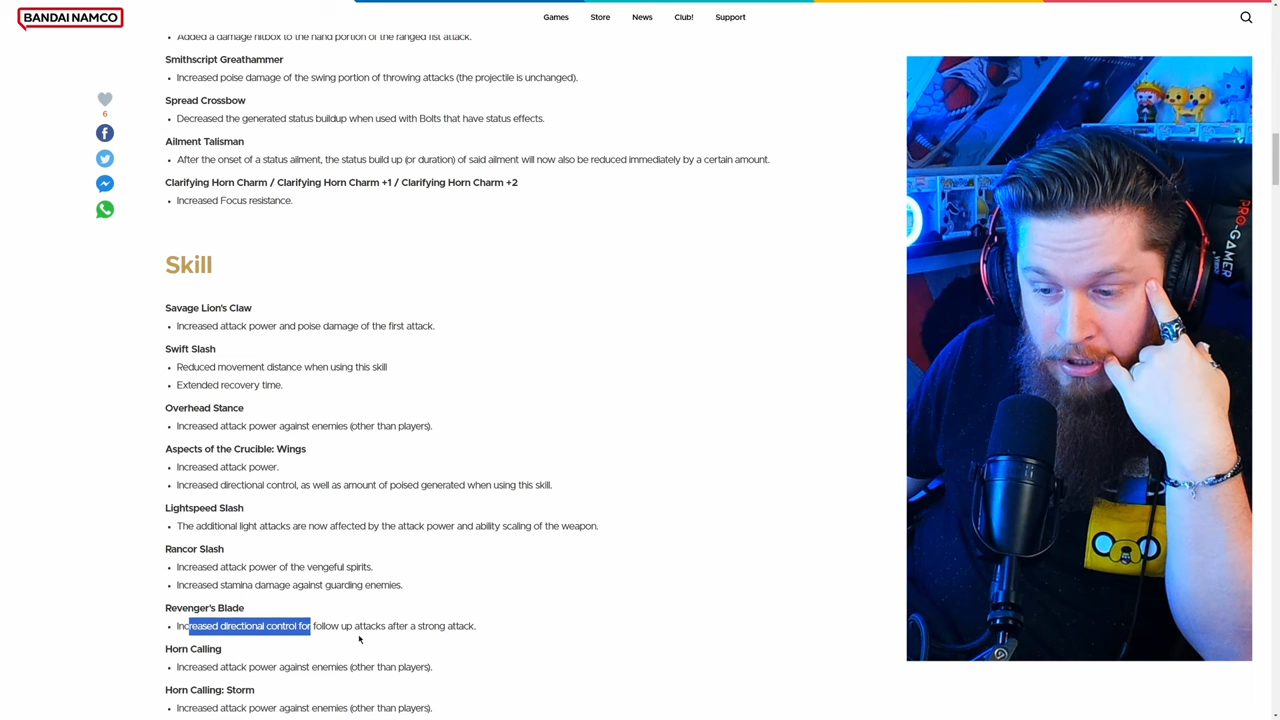 BANDAI NAMCO
Games Store News Club! Support
Added a damage hitbox to the hand portion of the ranged fist attack.
Smithscript Greathammer
• Increased poise damage of the swing portion of throwing attacks (the projectile is unchanged).
Spread Crossbow
• Decreased the generated status buildup when used with Bolts that have status effects.
Ailment Talisman
• After the onset of a status ailment, the status build up (or duration) of said ailment will now also be reduced immediately by a certain amount.
Clarifying Horn Charm / Clarifying Horn Charm +1 / Clarifying Horn Charm +2
• Increased Focus resistance.
6
Skill
Savage Lion's Claw
• Increased attack power and poise damage of the first attack.
Swift Slash
• Reduced movement distance when using this skill
• Extended recovery time.
Overhead Stance
• Increased attack power against enemies (other than players).
Aspects of the Crucible: Wings
• Increased attack power.
• Increased directional control, as well as amount of poised generated when using this skill.
Lightspeed Slash
• The additional light attacks are now affected by the attack power and ability scaling of the weapon.
Rancor Slash
• Increased attack power of the vengeful spirits.
• Increased stamina damage against guarding enemies.
Revenger's Blade
• Increased directional control for follow up attacks after a strong attack.
Horn Calling
• Increased attack power against enemies (other than players).
Horn Calling: Storm
• Increased attack power against enemies (other than players).
PRO-GAMER